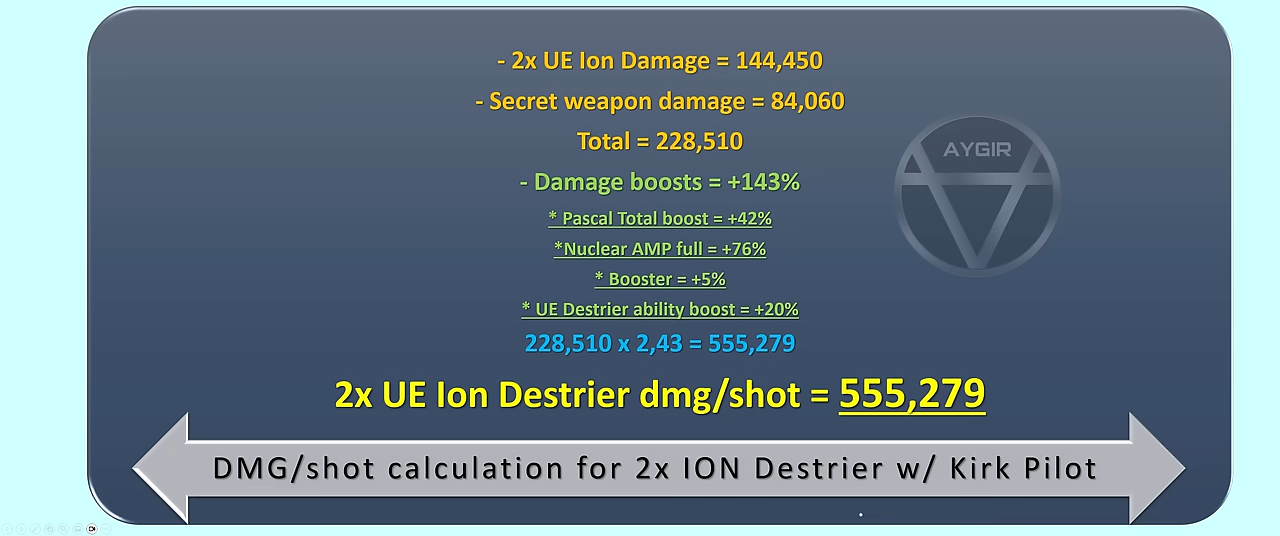 - 2x UE Ion Damage = 144,450
- Secret weapon damage = 84,060
Total = 228,510
AYGIR
- Damage boosts = +143%
* Pascal Total boost = +42%
*Nuclear AMP full = +76%
* Booster = +5%
* UE Destrier ability boost = +20%
228,510 x 2,43 = 555,279
2x UE Ion Destrier dmg/shot = 555,279
DMG/shot calculation for 2x ION Destrier w/ Kirk Pilot